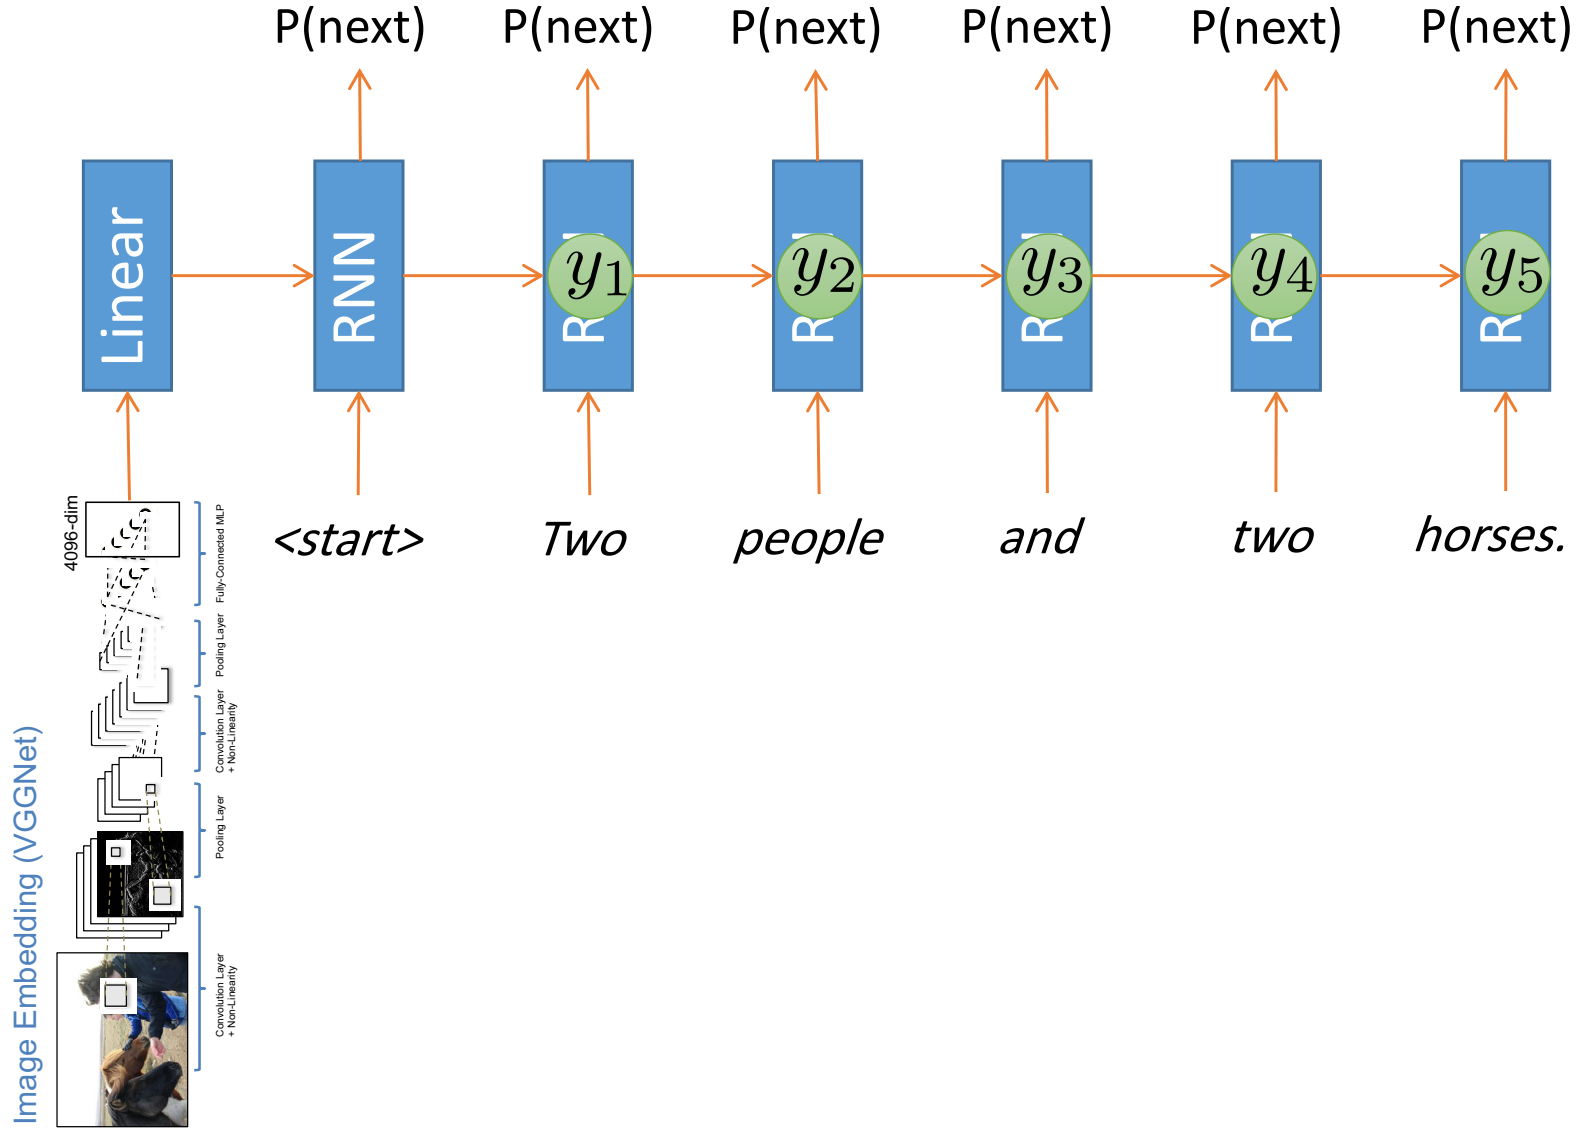 P(next) P(next) P(next) P(next) P(next) P(next)
Linear
RNN
R y1
R y2
R y3
R y4
R y5
<start> Two people and two horses.
4096-dim
Fully-Connected MLP
Pooling Layer
Convolution Layer
+ Non-Linearity
Pooling Layer
Convolution Layer
+ Non-Linearity
Image Embedding (VGGNet)